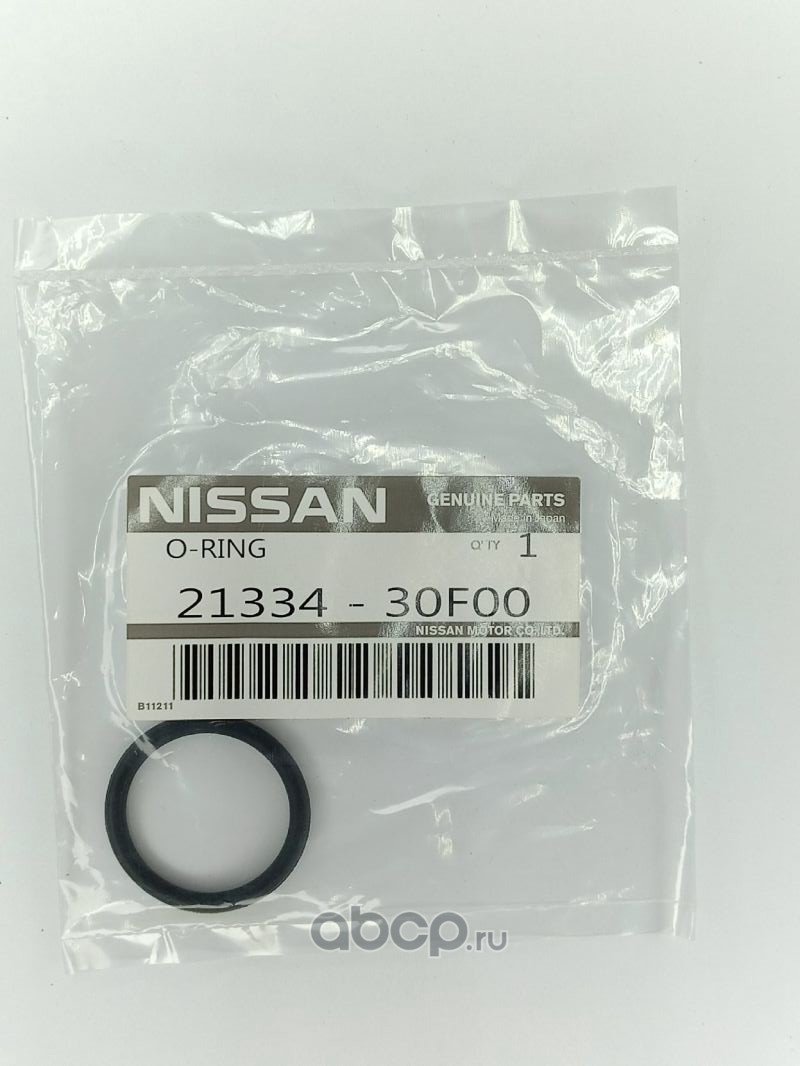 NISSAN GENUINE PARTS
Made in Japan
O-RING Q'TY 1
21334 - 30F00
NISSAN MOTOR CO.,LTD.
B11211
abcp.ru